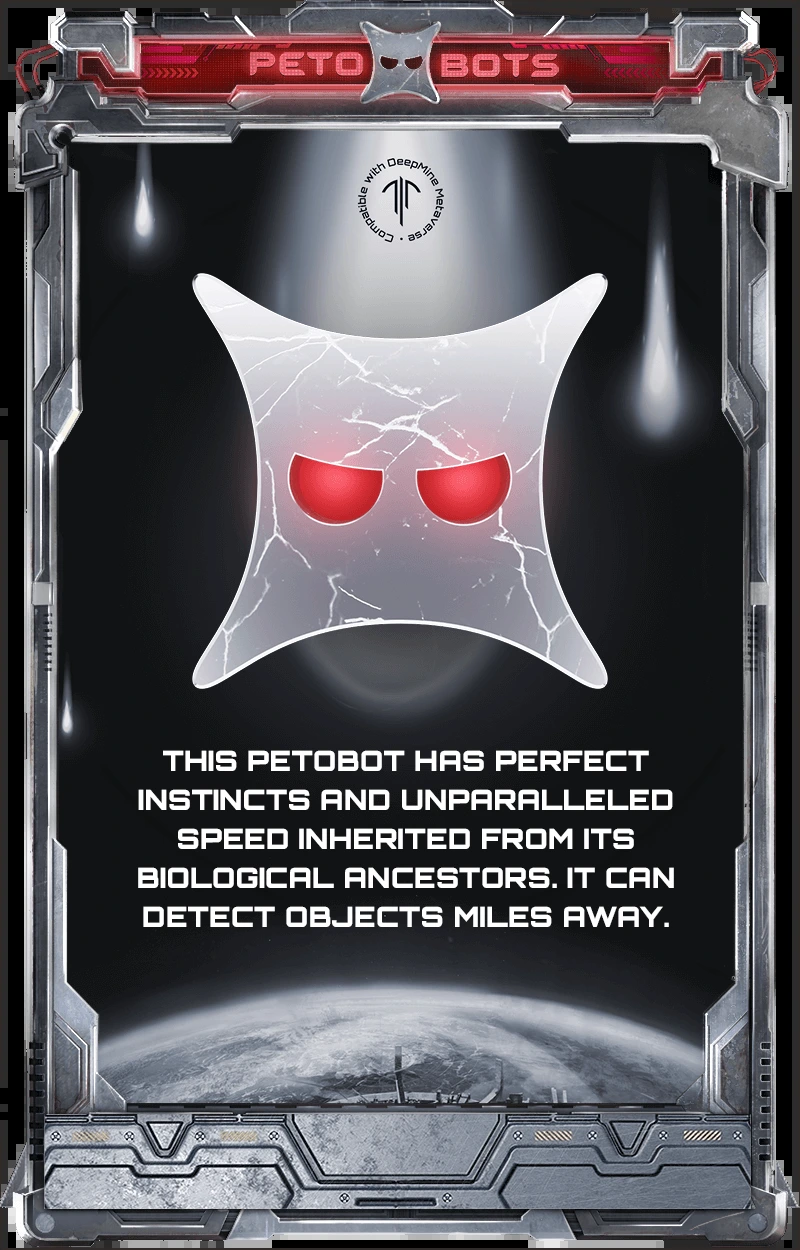 PETO BOTS
Compatible with DeepMine Metaverse •
THIS PETOBOT HAS PERFECT
INSTINCTS AND UNPARALLELED
SPEED INHERITED FROM ITS
BIOLOGICAL ANCESTORS. IT CAN
DETECT OBJECTS MILES AWAY.